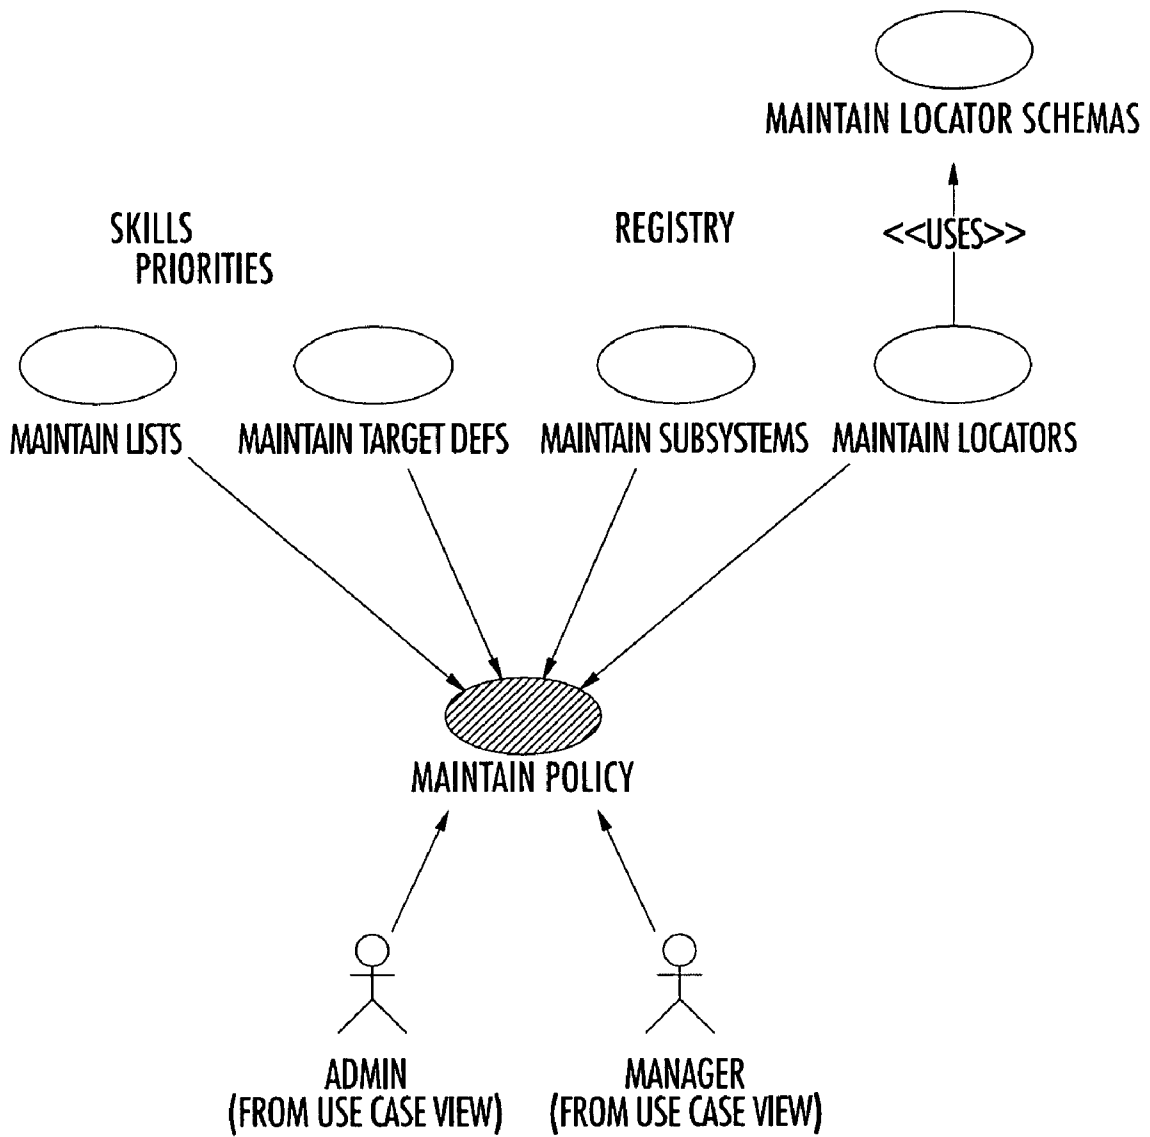 MAINTAIN LOCATOR SCHEMAS
SKILLS
PRIORITIES
REGISTRY
<<USES>>
MAINTAIN LISTS
MAINTAIN TARGET DEFS
MAINTAIN SUBSYSTEMS
MAINTAIN LOCATORS
MAINTAIN POLICY
ADMIN
(FROM USE CASE VIEW)
MANAGER
(FROM USE CASE VIEW)